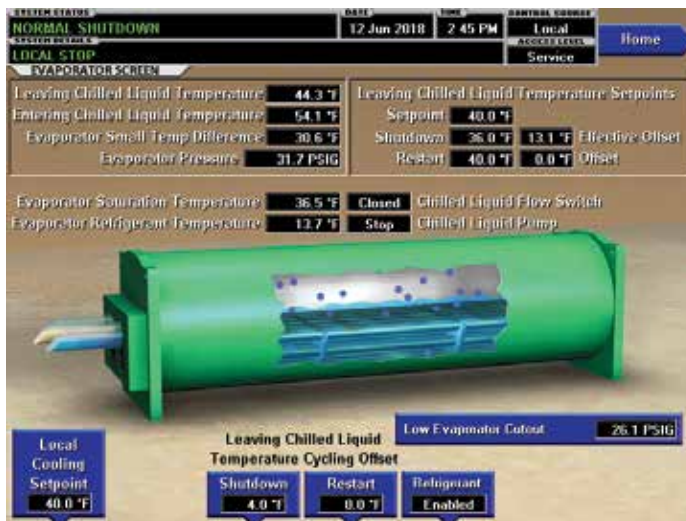 SYSTEM STATUS
NORMAL SHUTDOWN
SYSTEM DETAILS
LOCAL STOP
DATE
12 Jun 2018
TIME
2 45 PM
CONTROL SOURCE
Local
ACCESS LEVEL
Service
Home
EVAPORATOR SCREEN
Leaving Chilled Liquid Temperature 44.3 °F
Entering Chilled Liquid Temperature 54.1 °F
Evaporator Small Temp Difference 30.6 °F
Evaporator Pressure 31.7 PSIG
Leaving Chilled Liquid Temperature Setpoints
Setpoint 40.0 °F
Shutdown 36.0 °F 13.1 °F Effective Offset
Restart 40.0 °F 0.0 °F Offset
Evaporator Saturation Temperature 36.5 °F Closed Chilled Liquid Flow Switch
Evaporator Refrigerant Temperature 13.7 °F Stop Chilled Liquid Pump
Low Evaporator Cutout 26.1 PSIG
Local
Cooling
Setpoint
40.0 °F
Leaving Chilled Liquid
Temperature Cycling Offset
Shutdown
4.0 °F
Restart
0.0 °F
Refrigerant
Enabled